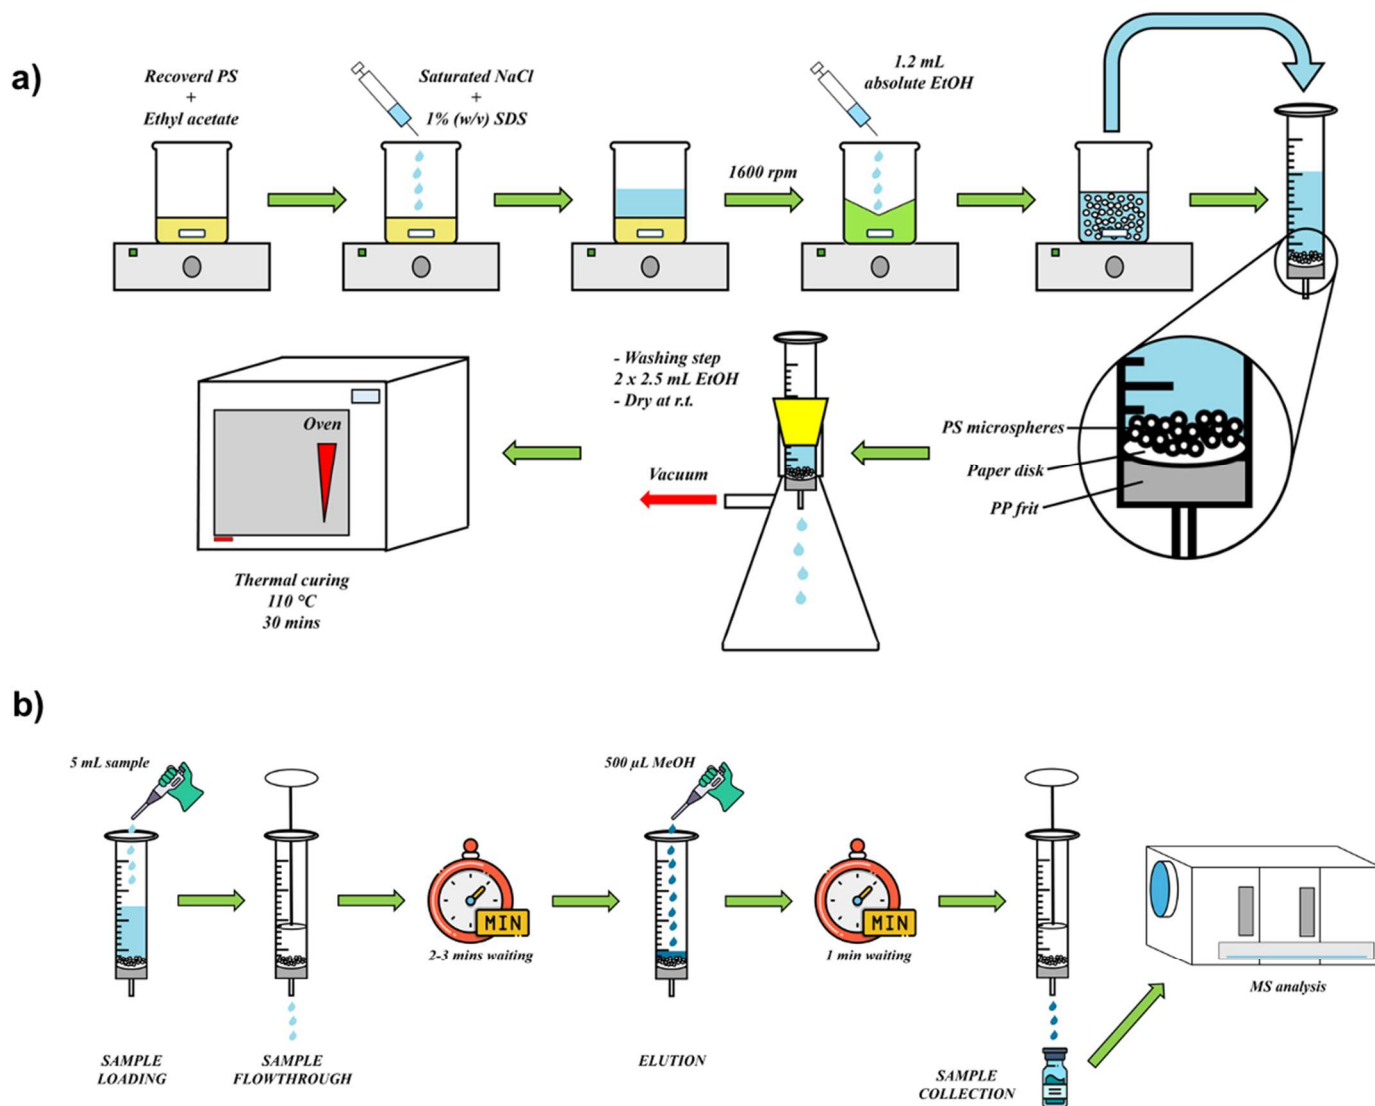 a)
Recoverd PS
+
Ethyl acetate
Saturated NaCl
+
1% (w/v) SDS
1600 rpm
1.2 mL
absolute EtOH
PS microspheres
Paper disk
PP frit
- Washing step
2 x 2.5 mL EtOH
- Dry at r.t.
Vacuum
Oven
Thermal curing
110 °C
30 mins
b)
5 mL sample
SAMPLE
LOADING
SAMPLE
FLOWTHROUGH
MIN
2-3 mins waiting
500 µL MeOH
ELUTION
MIN
1 min waiting
SAMPLE
COLLECTION
MS analysis